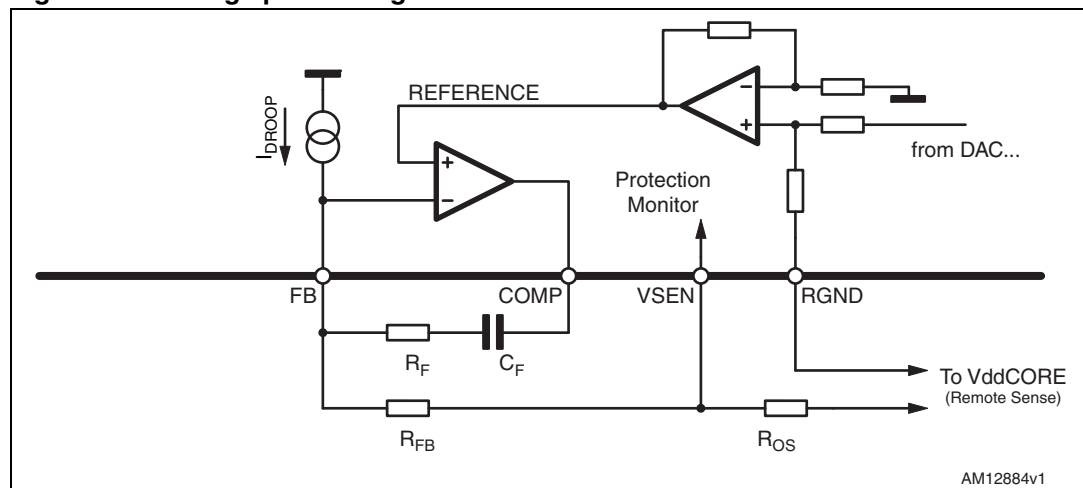 REFERENCE
I_DROOP
from DAC...
Protection
Monitor
FB
COMP
VSEN
RGND
R_F
C_F
To VddCORE
(Remote Sense)
R_FB
R_OS
AM12884v1